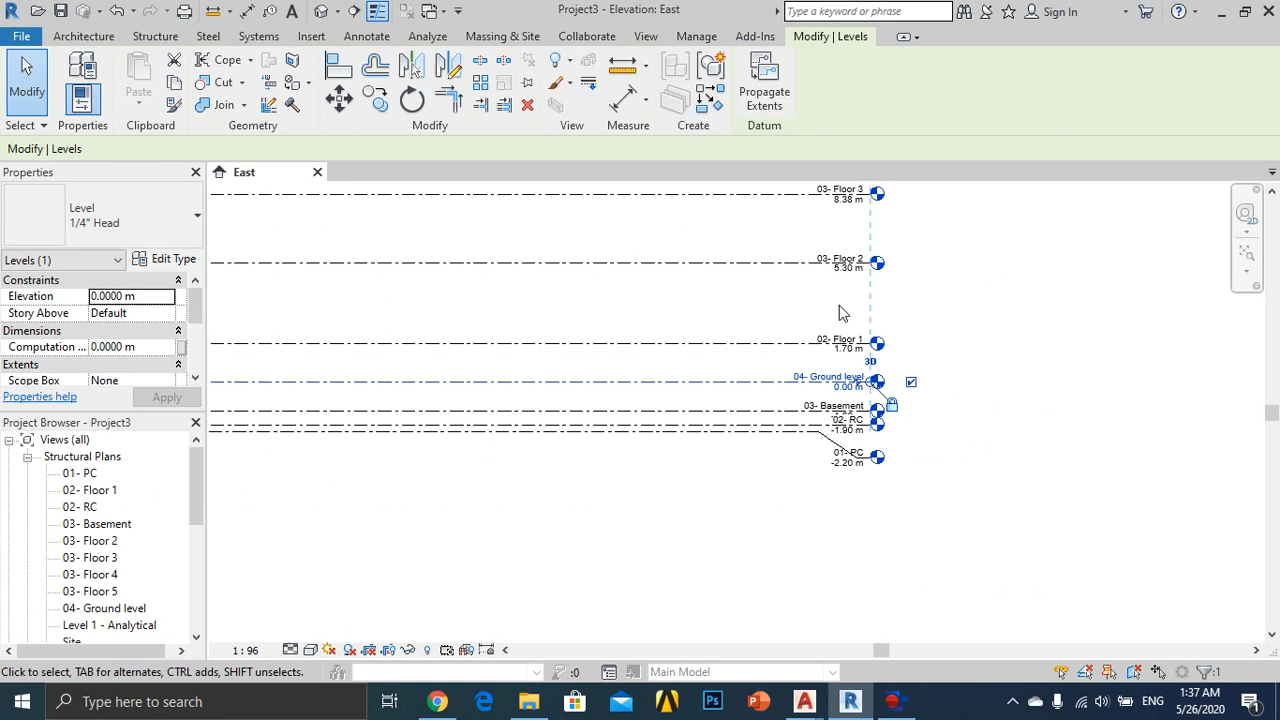 Project3 - Elevation: East
Type a keyword or phrase
Sign In
File
Architecture
Structure
Steel
Systems
Insert
Annotate
Analyze
Massing & Site
Collaborate
View
Manage
Add-Ins
Modify | Levels
Modify
Properties
Paste
Cope
Cut
Join
Propagate
Extents
Select
Properties
Clipboard
Geometry
Modify
View
Measure
Create
Datum
Modify | Levels
Properties
East
Level
1/4" Head
Levels (1)
Edit Type
Constraints
Elevation
0.0000 m
Story Above
Default
Dimensions
Computation ...
0.0000 m
Extents
Scope Box
None
Properties help
Apply
Project Browser
Views (all)
Structural Plans
01- PC
02- Floor 1
02- RC
03- Basement
03- Floor 2
03- Floor 3
03- Floor 4
03- Floor 5
04- Ground level
Level 1 - Analytical
Site
03- Floor 3
8.38 m
03- Floor 2
5.30 m
02- Floor 1
1.70 m
3D
04- Ground level
0.00 m
03- Basement
02- RC
-1.90 m
01- PC
-2.20 m
2D
1 : 96
Click to select, TAB for alternates, CTRL adds, SHIFT unselects.
:0
Main Model
:1
Type here to search
Ps
ENG
1:37 AM
5/26/2020